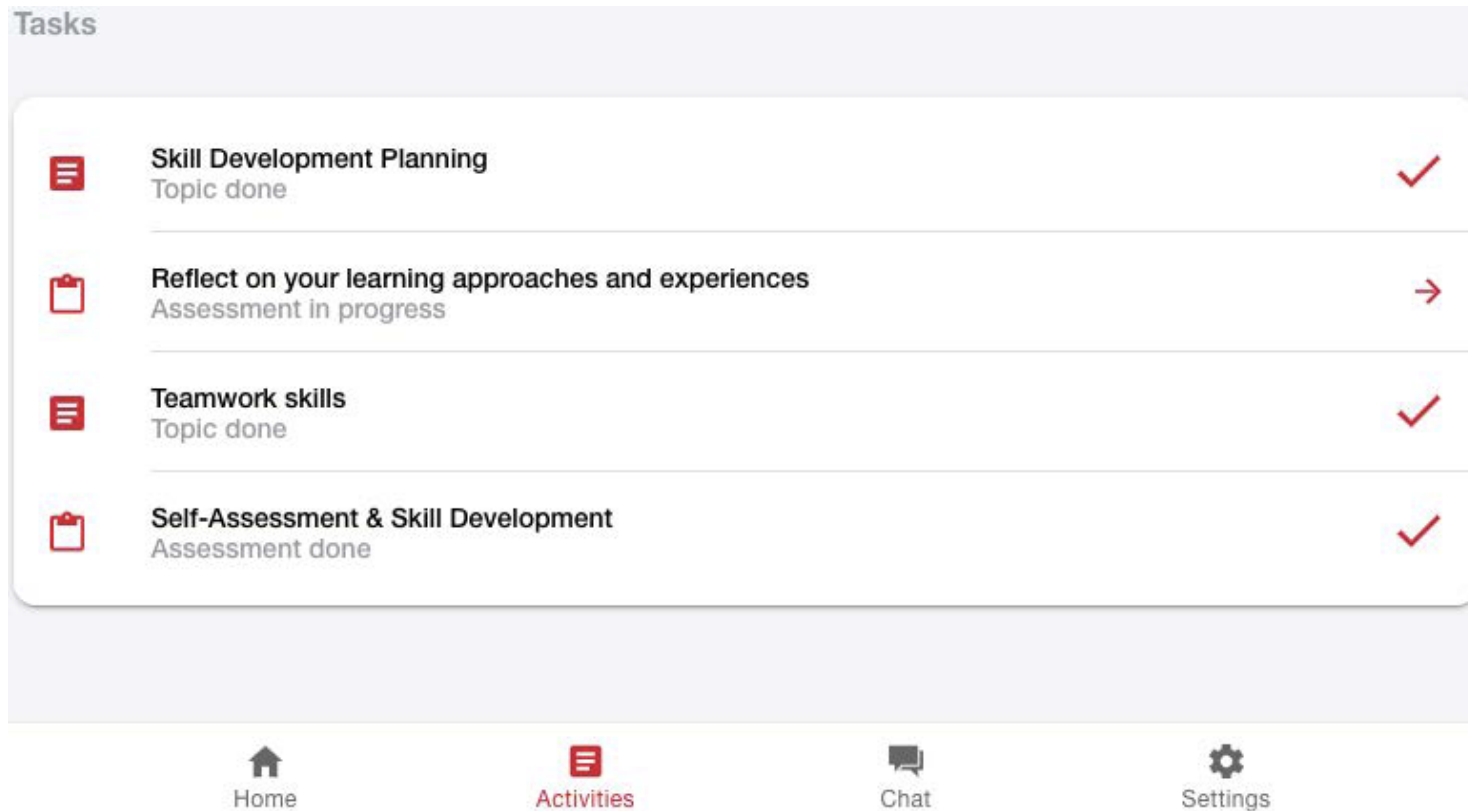 Tasks
Skill Development Planning
Topic done
Reflect on your learning approaches and experiences
Assessment in progress
Teamwork skills
Topic done
Self-Assessment & Skill Development
Assessment done
Home
Activities
Chat
Settings